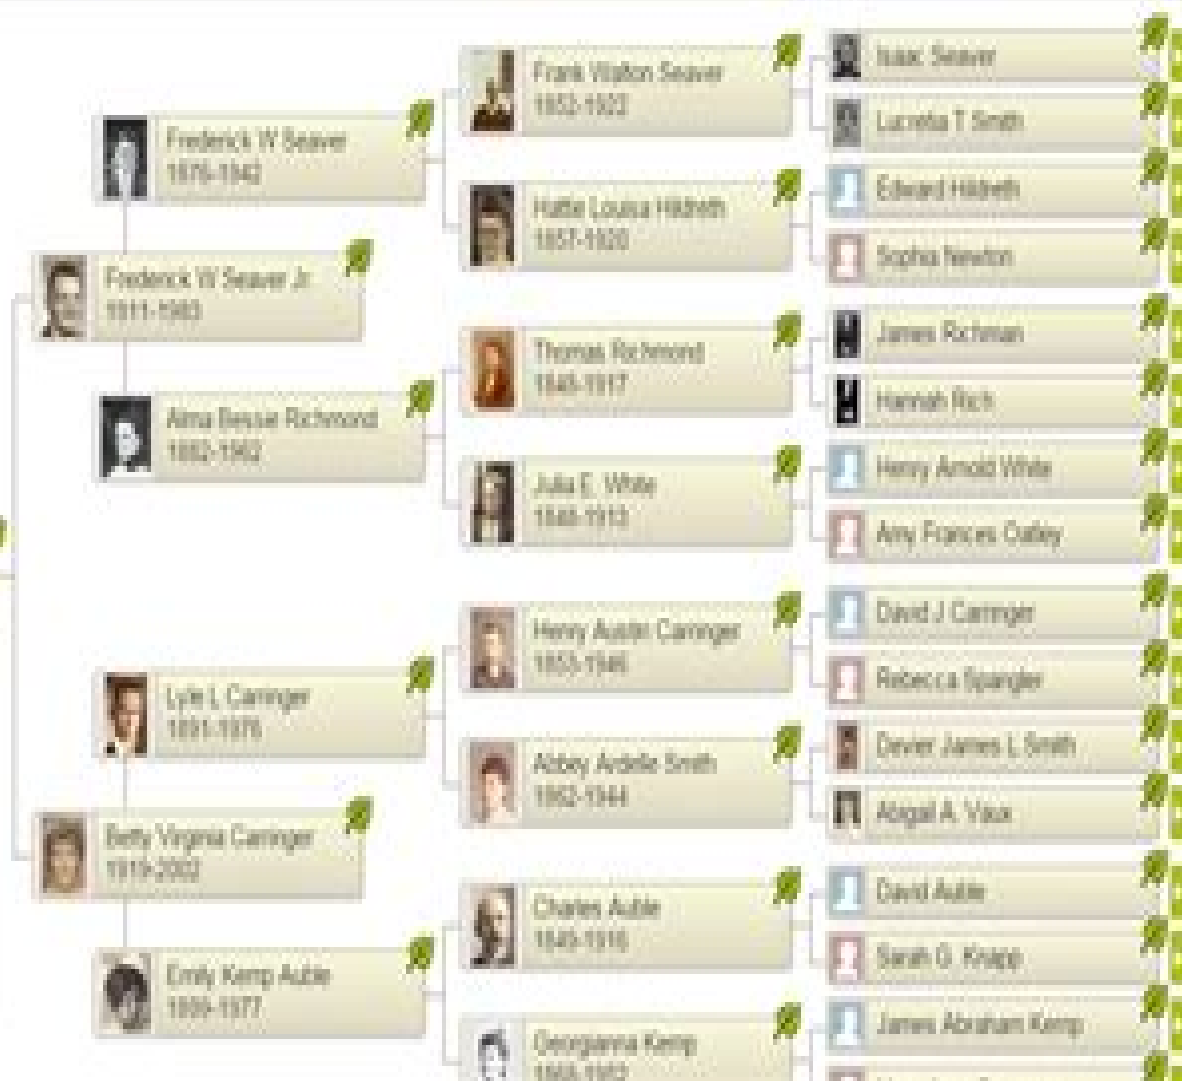 Frederick W Seaver
1876-1942
Frederick W Seaver Jr.
1911-1983
Alma Bessie Richmond
1882-1962
Lyle L Carringer
1891-1976
Betty Virginia Carringer
1919-2002
Emily Kemp Auble
1899-1977
Frank Walton Seaver
1852-1922
Hattie Louisa Hildreth
1857-1920
Thomas Richmond
1848-1917
Julia E. White
1848-1913
Henry Austin Carringer
1853-1946
Abbey Ardelle Smith
1862-1944
Charles Auble
1849-1916
Georgianna Kemp
Isaac Seaver
Lucretia T Smith
Edward Hildreth
Sophia Newton
James Richman
Hannah Rich
Henry Arnold White
Amy Frances Oatley
David J Carringer
Rebecca Spangler
Devier James L Smith
Abigail A. Vaux
David Auble
Sarah G. Knapp
James Abraham Kemp